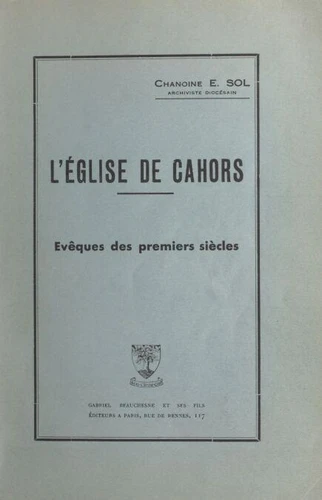 CHANOINE E. SOL
ARCHIVISTE DIOCÉSAIN
L'ÉGLISE DE CAHORS
Evêques des premiers siècles
GABRIEL BEAUCHESNE ET SES FILS
ÉDITEURS A PARIS, RUE DE RENNES, 117